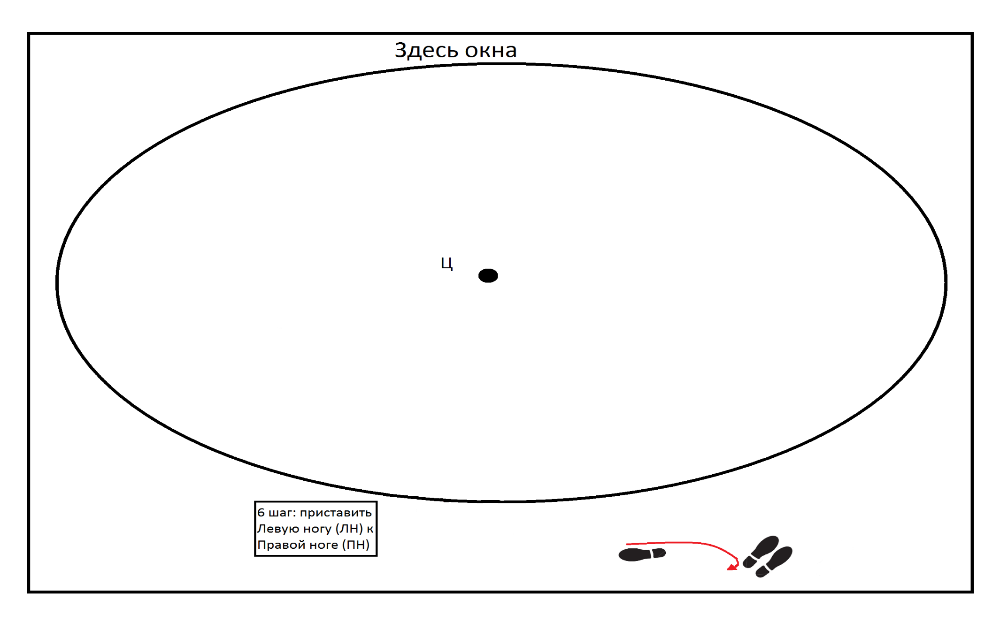 Здесь окна
Ц
6 шаг: приставить
Левую ногу (ЛН) к
Правой ноге (ПН)